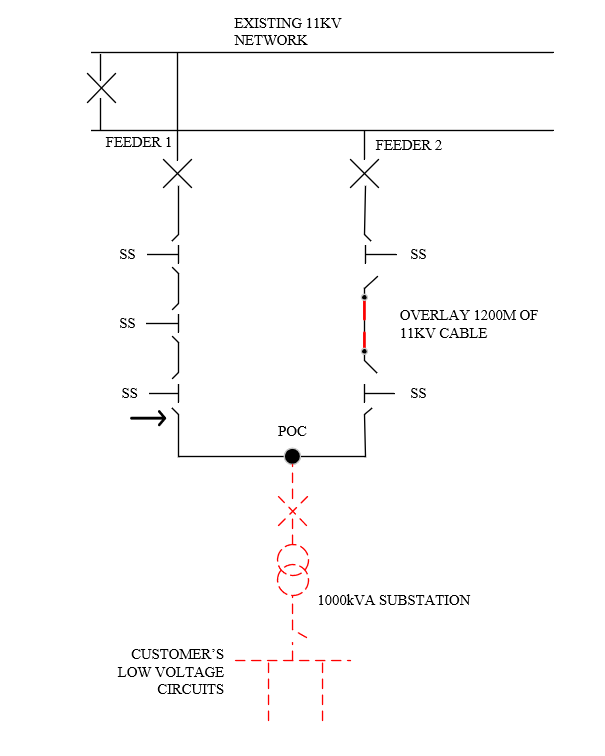 EXISTING 11KV
NETWORK
FEEDER 1
FEEDER 2
SS
SS
SS
OVERLAY 1200M OF
11KV CABLE
SS
SS
POC
1000kVA SUBSTATION
CUSTOMER'S
LOW VOLTAGE
CIRCUITS